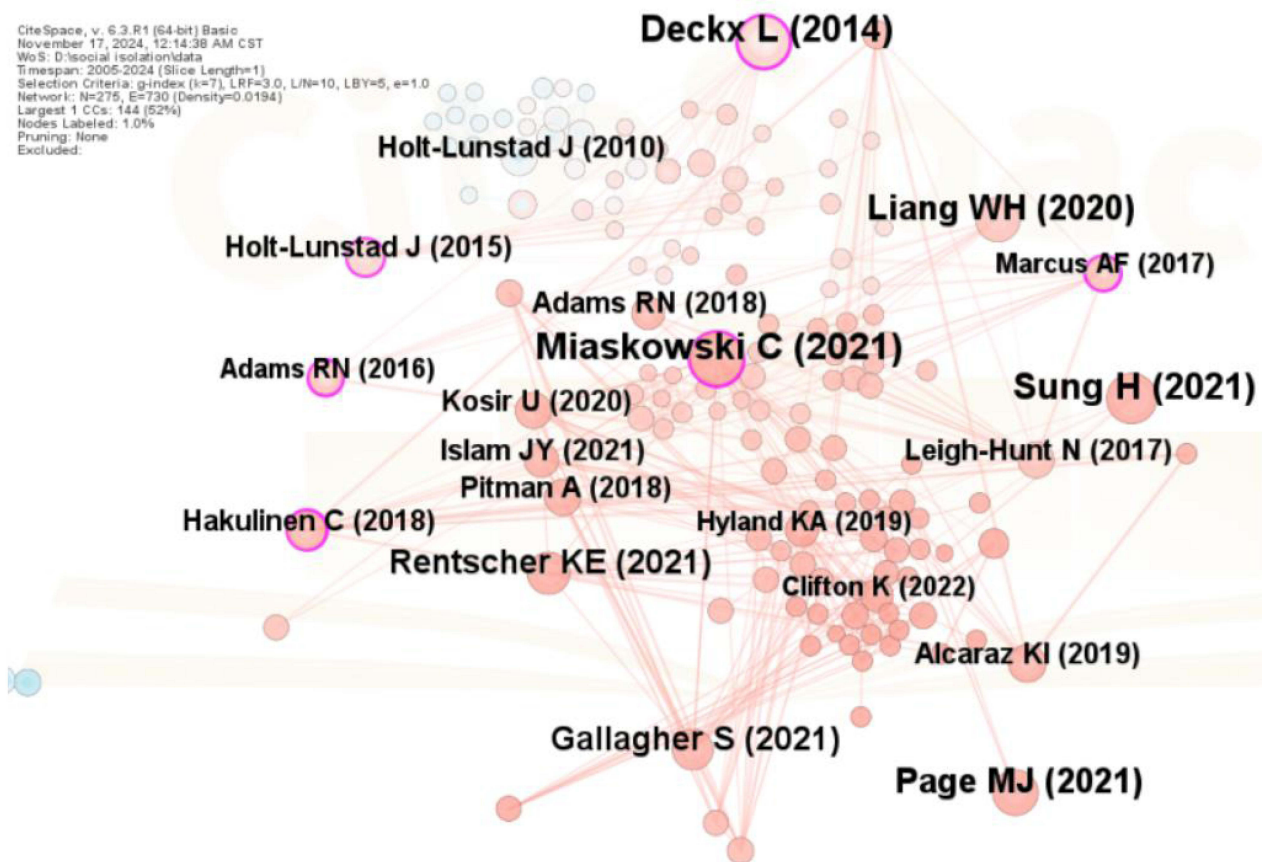 CiteSpace, v. 6.3.R1 (64-bit) Basic
November 17, 2024, 12:14:38 AM CST
WoS: D:\social isolation\data
Timespan: 2005-2024 (Slice Length=1)
Selection Criteria: g-index (k=7), LRF=3.0, L/N=10, LBY=5, e=1.0
Network: N=275, E=730 (Density=0.0194)
Largest 1 CCs: 144 (52%)
Nodes Labeled: 1.0%
Pruning: None
Excluded:
Deckx L (2014)
Holt-Lunstad J (2010)
Liang WH (2020)
Holt-Lunstad J (2015)
Marcus AF (2017)
Adams RN (2018)
Miaskowski C (2021)
Adams RN (2016)
Sung H (2021)
Kosir U (2020)
Islam JY (2021)
Leigh-Hunt N (2017)
Pitman A (2018)
Hakulinen C (2018)
Hyland KA (2019)
Rentscher KE (2021)
Clifton K (2022)
Alcaraz KI (2019)
Gallagher S (2021)
Page MJ (2021)